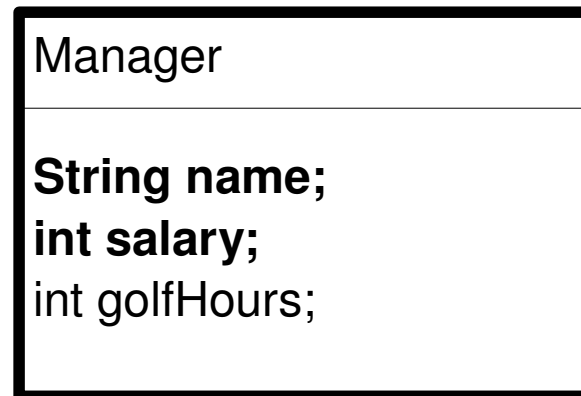 Manager
String name;
int salary;
int golfHours;